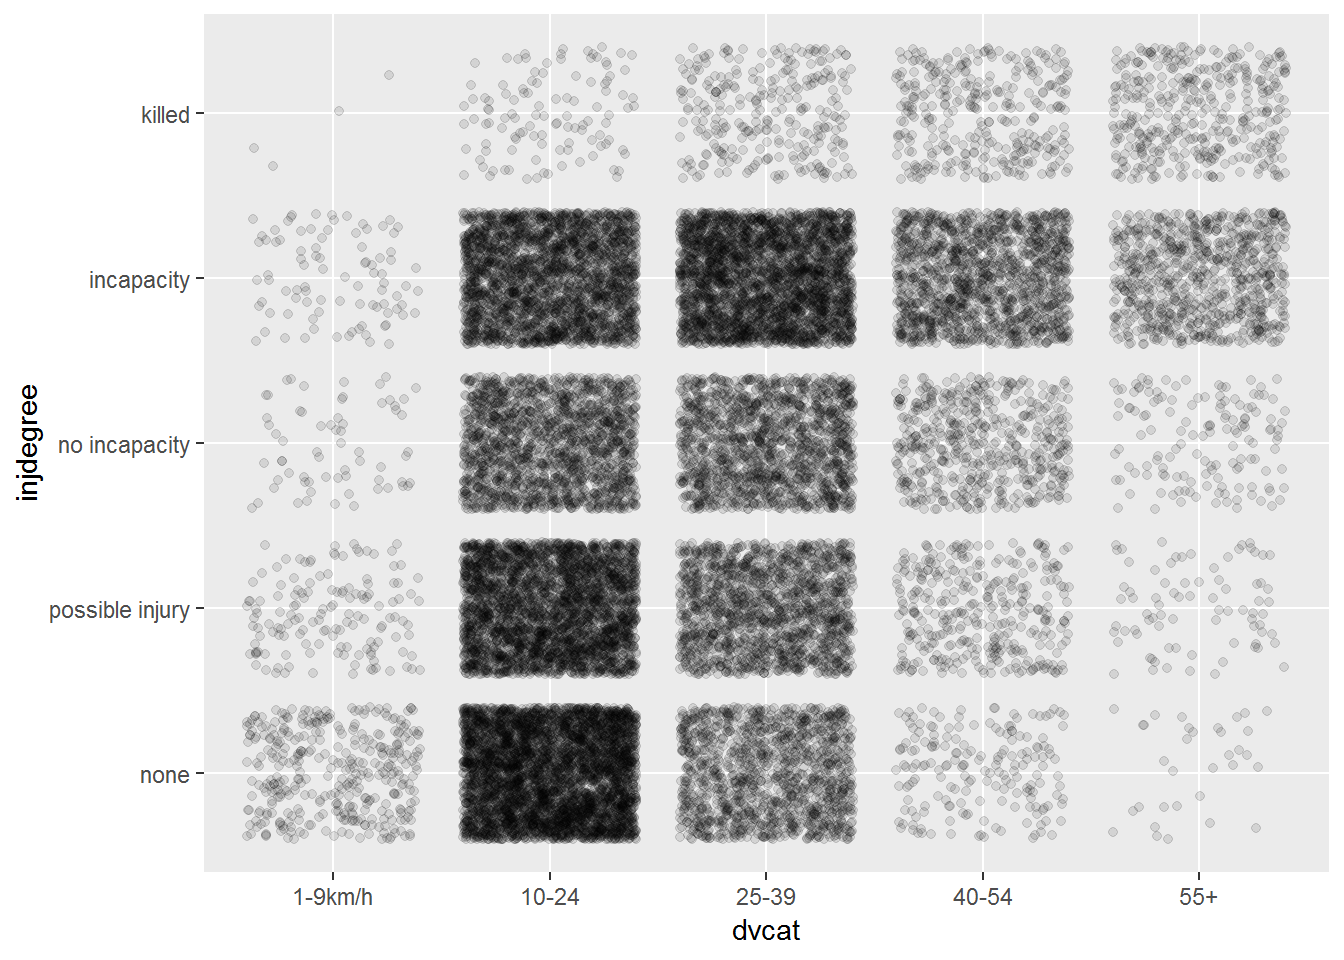 killed
incapacity
no incapacity
possible injury
none
injdegree
1-9km/h
10-24
25-39
40-54
55+
dvcat